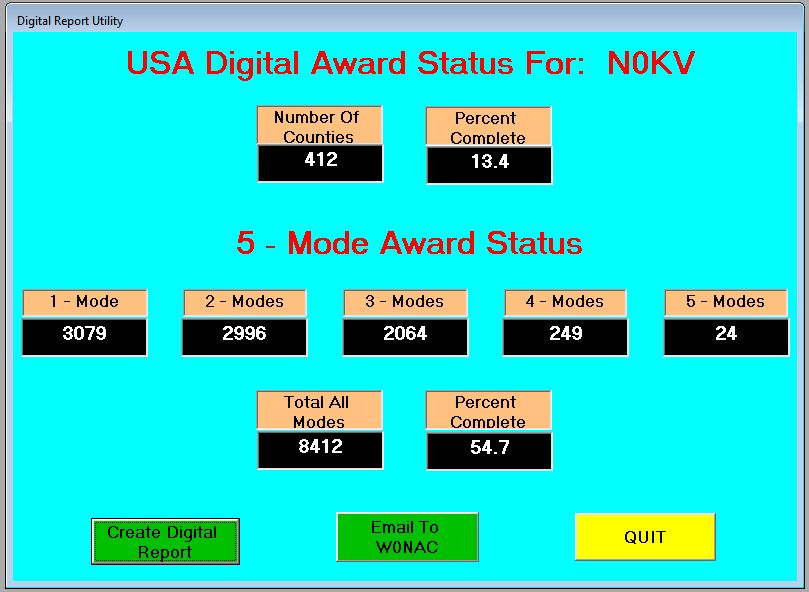 Digital Report Utility
USA Digital Award Status For: N0KV
Number Of
Counties
412
Percent
Complete
13.4
5 - Mode Award Status
1 - Mode
3079
2 - Modes
2996
3 - Modes
2064
4 - Modes
249
5 - Modes
24
Total All
Modes
8412
Percent
Complete
54.7
Create Digital
Report
Email To
W0NAC
QUIT